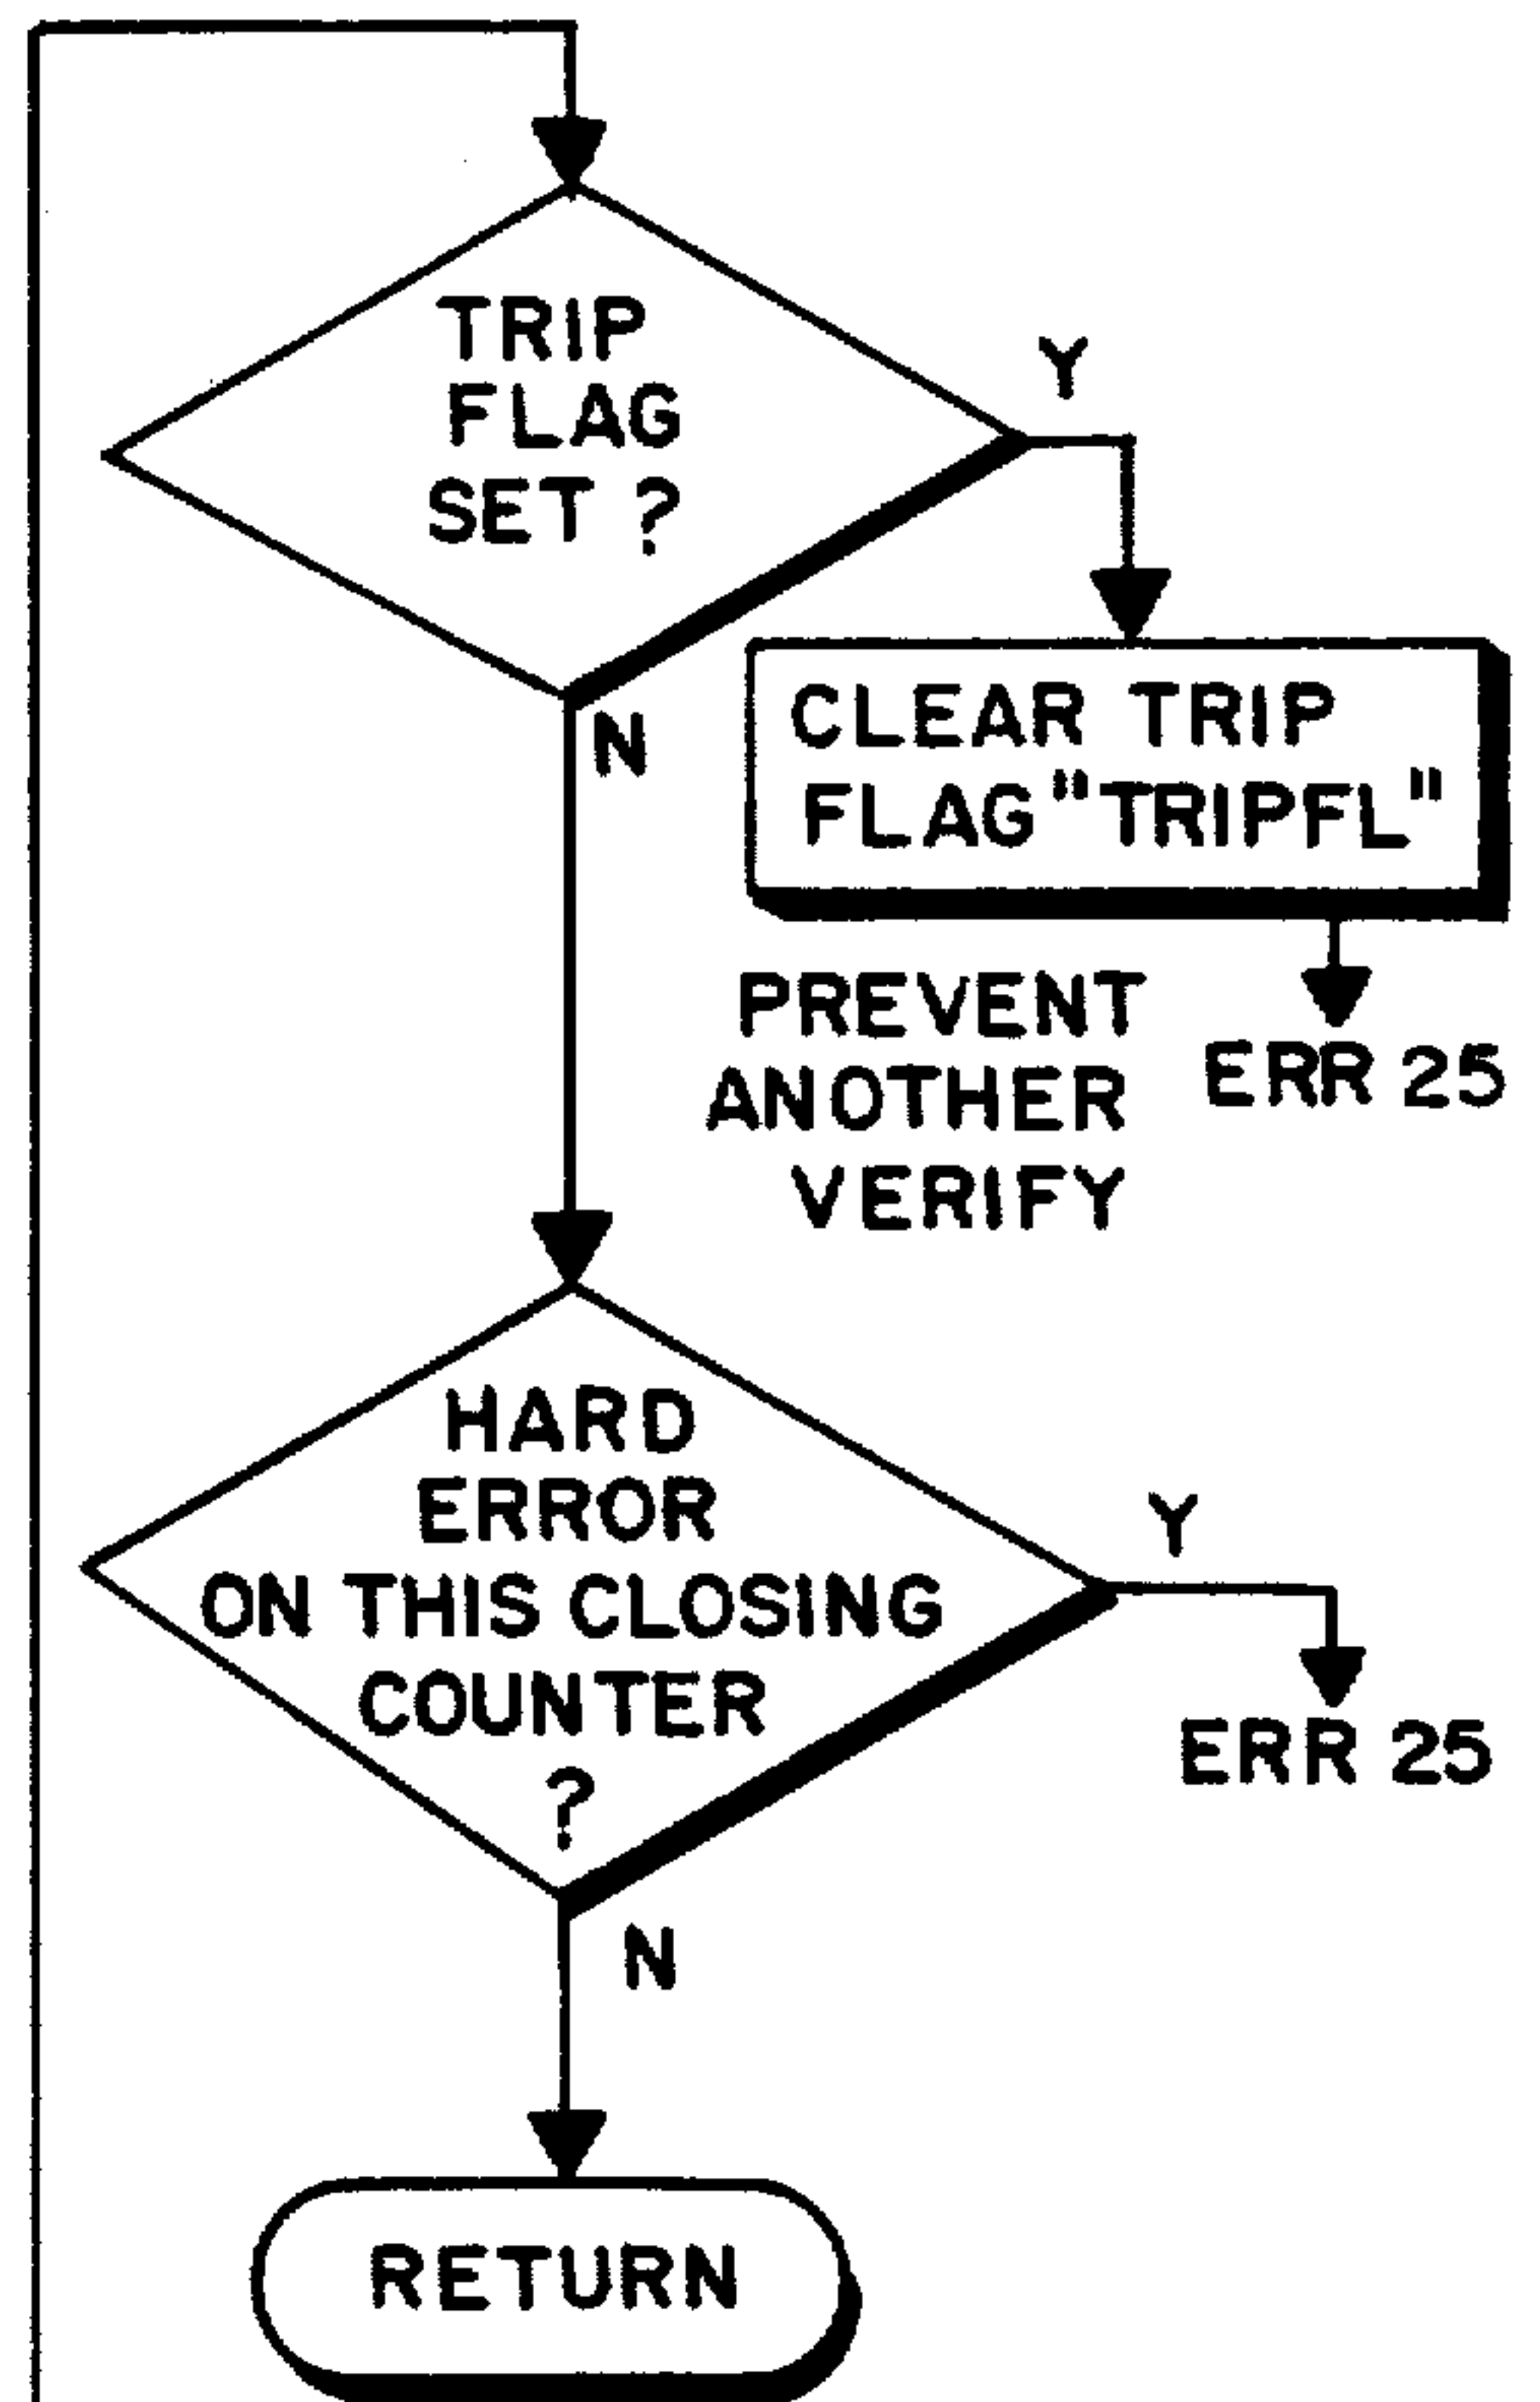 TRIP
FLAG
SET ?
Y
N
CLEAR TRIP
FLAG "TRIPFL"
PREVENT
ANOTHER
VERIFY
ERR 25
HARD
ERROR
ON THIS CLOSING
COUNTER
?
Y
ERR 25
N
RETURN